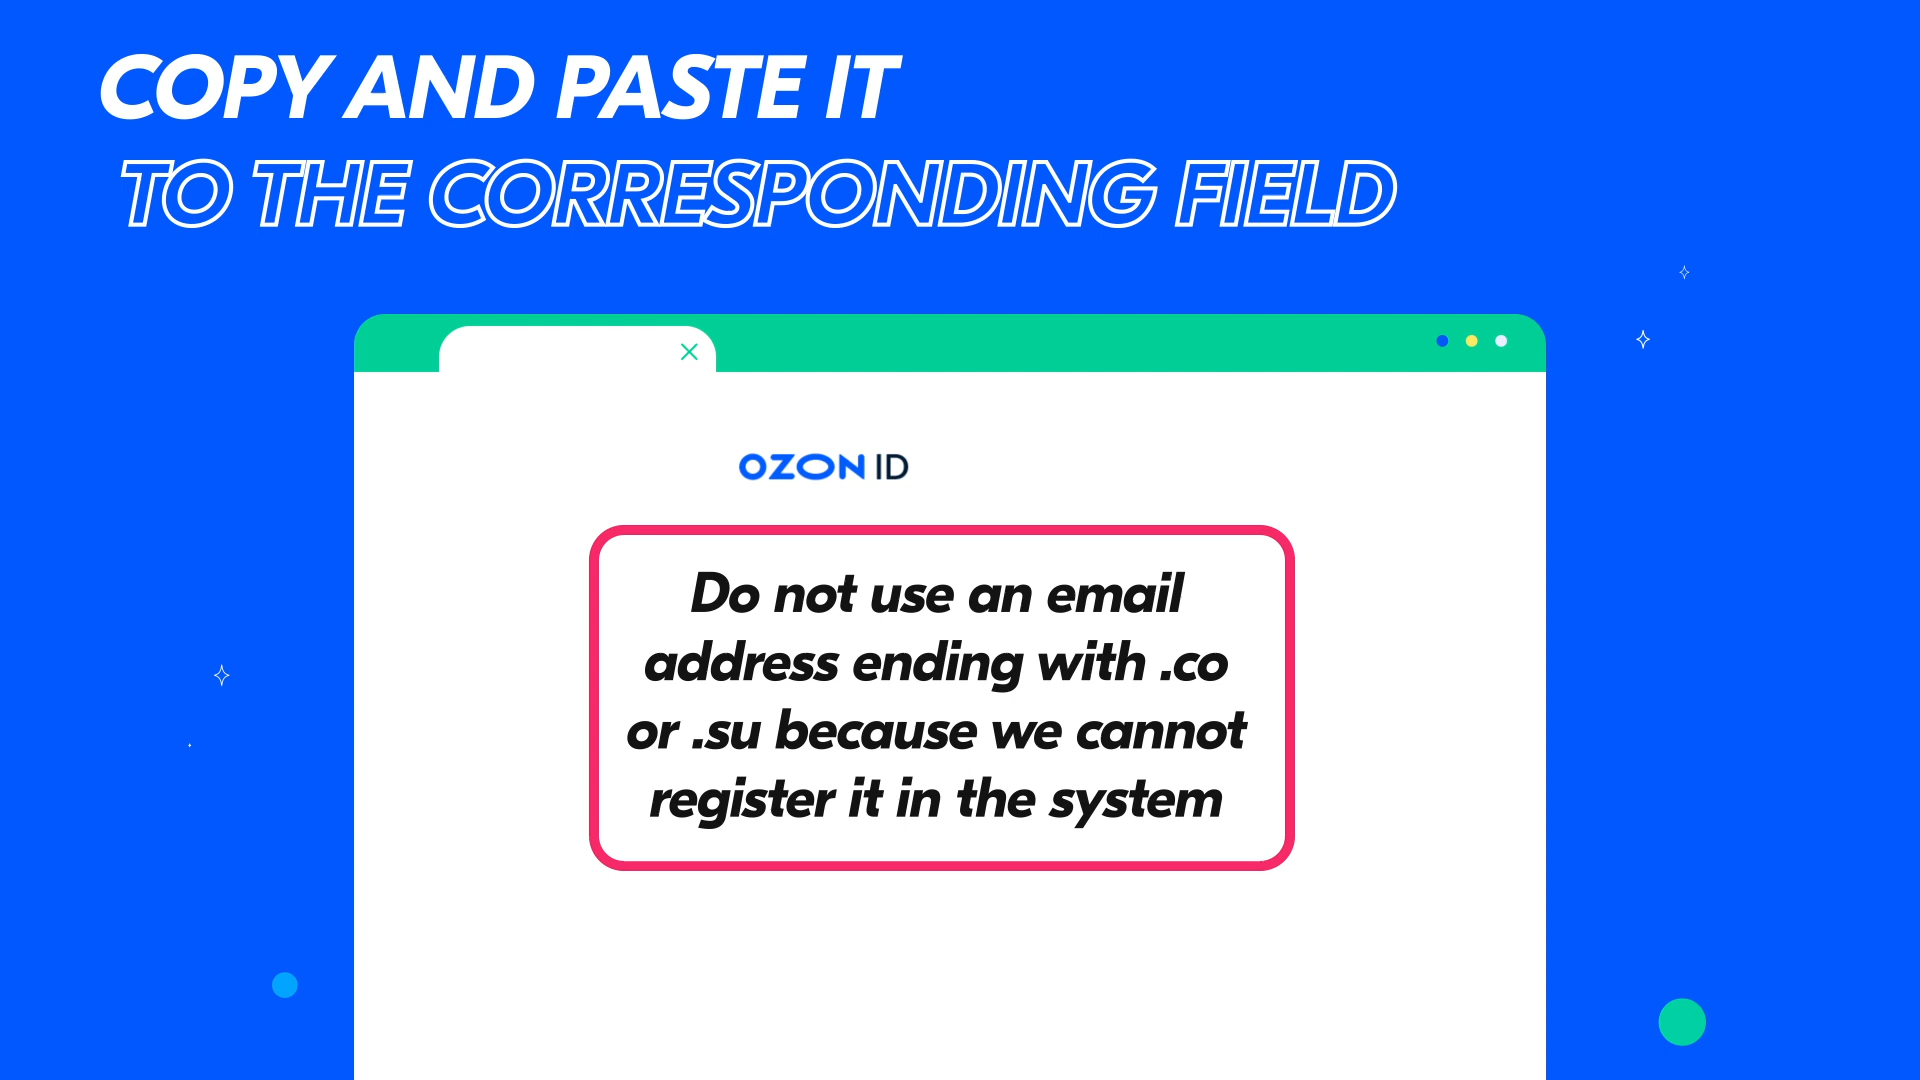 COPY AND PASTE IT
TO THE CORRESPONDING FIELD
OZON ID
Do not use an email
address ending with .co
or .su because we cannot
register it in the system